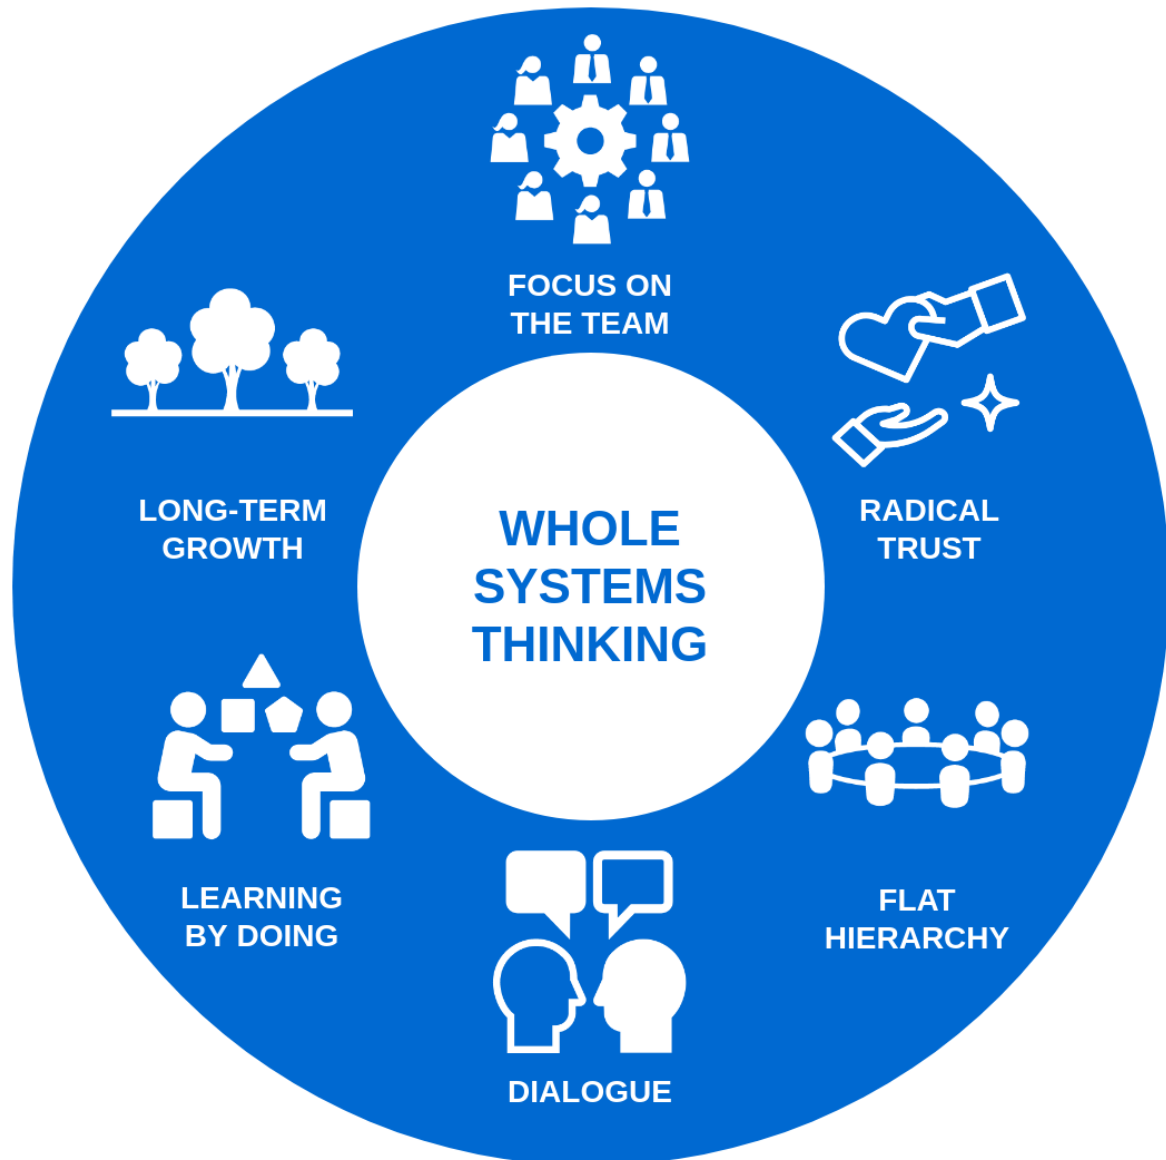 FOCUS ON
THE TEAM
RADICAL
TRUST
FLAT
HIERARCHY
DIALOGUE
LEARNING
BY DOING
LONG-TERM
GROWTH
WHOLE
SYSTEMS
THINKING